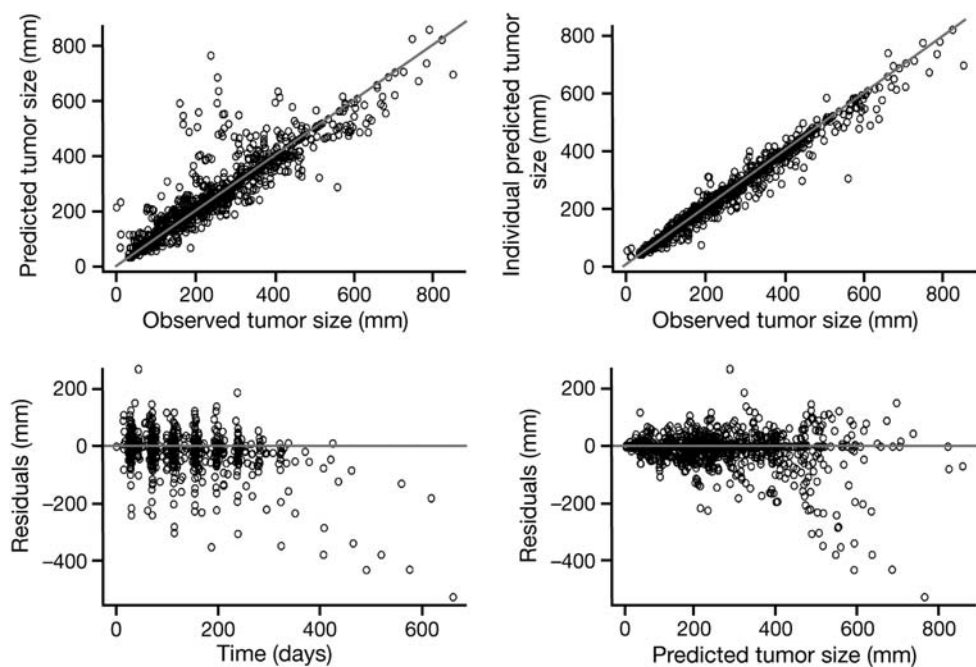 Predicted tumor size (mm)
800
600
400
200
0
0 200 400 600 800
Observed tumor size (mm)
Individual predicted tumor
size (mm)
800
600
400
200
0
0 200 400 600 800
Observed tumor size (mm)
Residuals (mm)
200
0
−200
−400
0 200 400 600
Time (days)
Residuals (mm)
200
0
−200
−400
0 200 400 600 800
Predicted tumor size (mm)